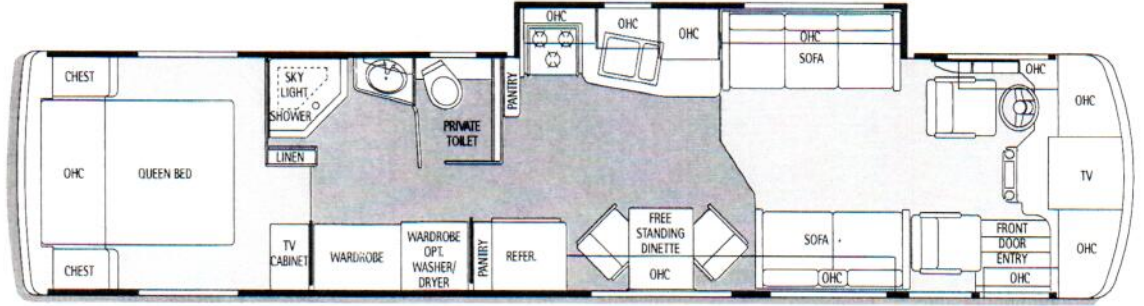 CHEST
OHC
QUEEN BED
CHEST
SKY
LIGHT
SHOWER
LINEN
TV
CABINET
WARDROBE
WARDROBE
OPT.
WASHER/
DRYER
PRIVATE
TOILET
PANTRY
PANTRY
REFER.
OHC
OHC
OHC
FREE
STANDING
DINETTE
OHC
OHC
SOFA
SOFA
OHC
OHC
OHC
TV
OHC
FRONT
DOOR
ENTRY
OHC